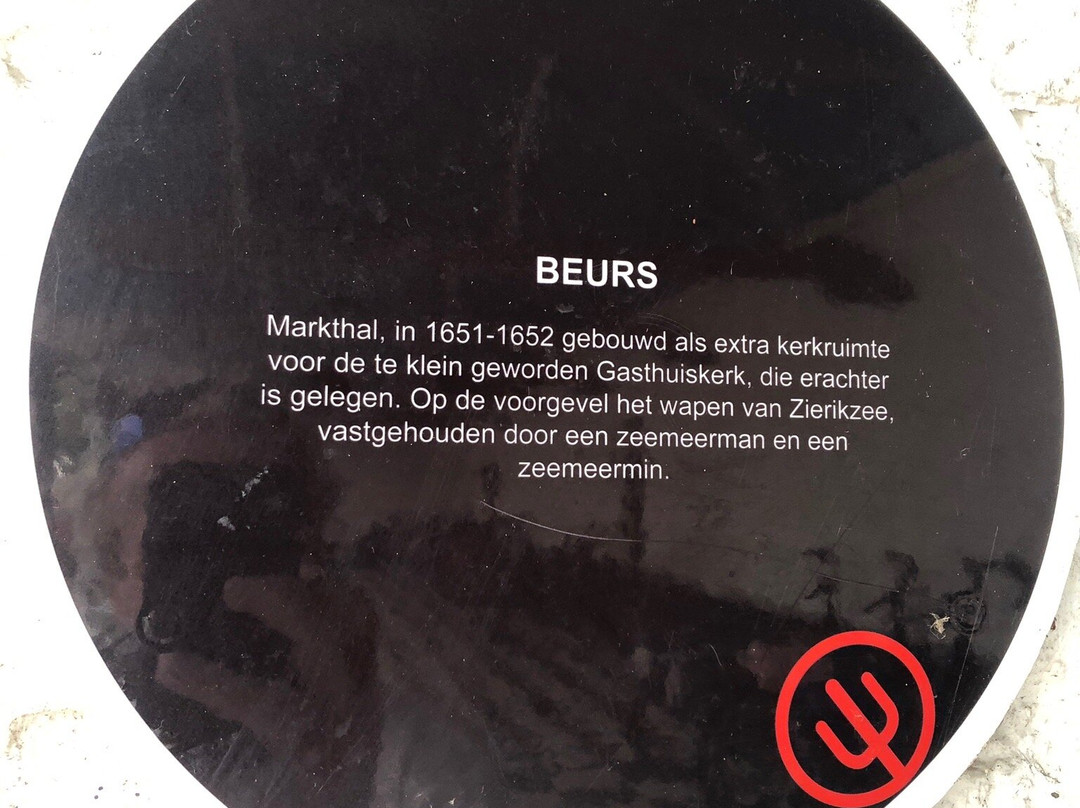 BEURS
Markthal, in 1651-1652 gebouwd als extra kerkruimte
voor de te klein geworden Gasthuiskerk, die erachter
is gelegen. Op de voorgevel het wapen van Zierikzee,
vastgehouden door een zeemeerman en een
zeemeermin.